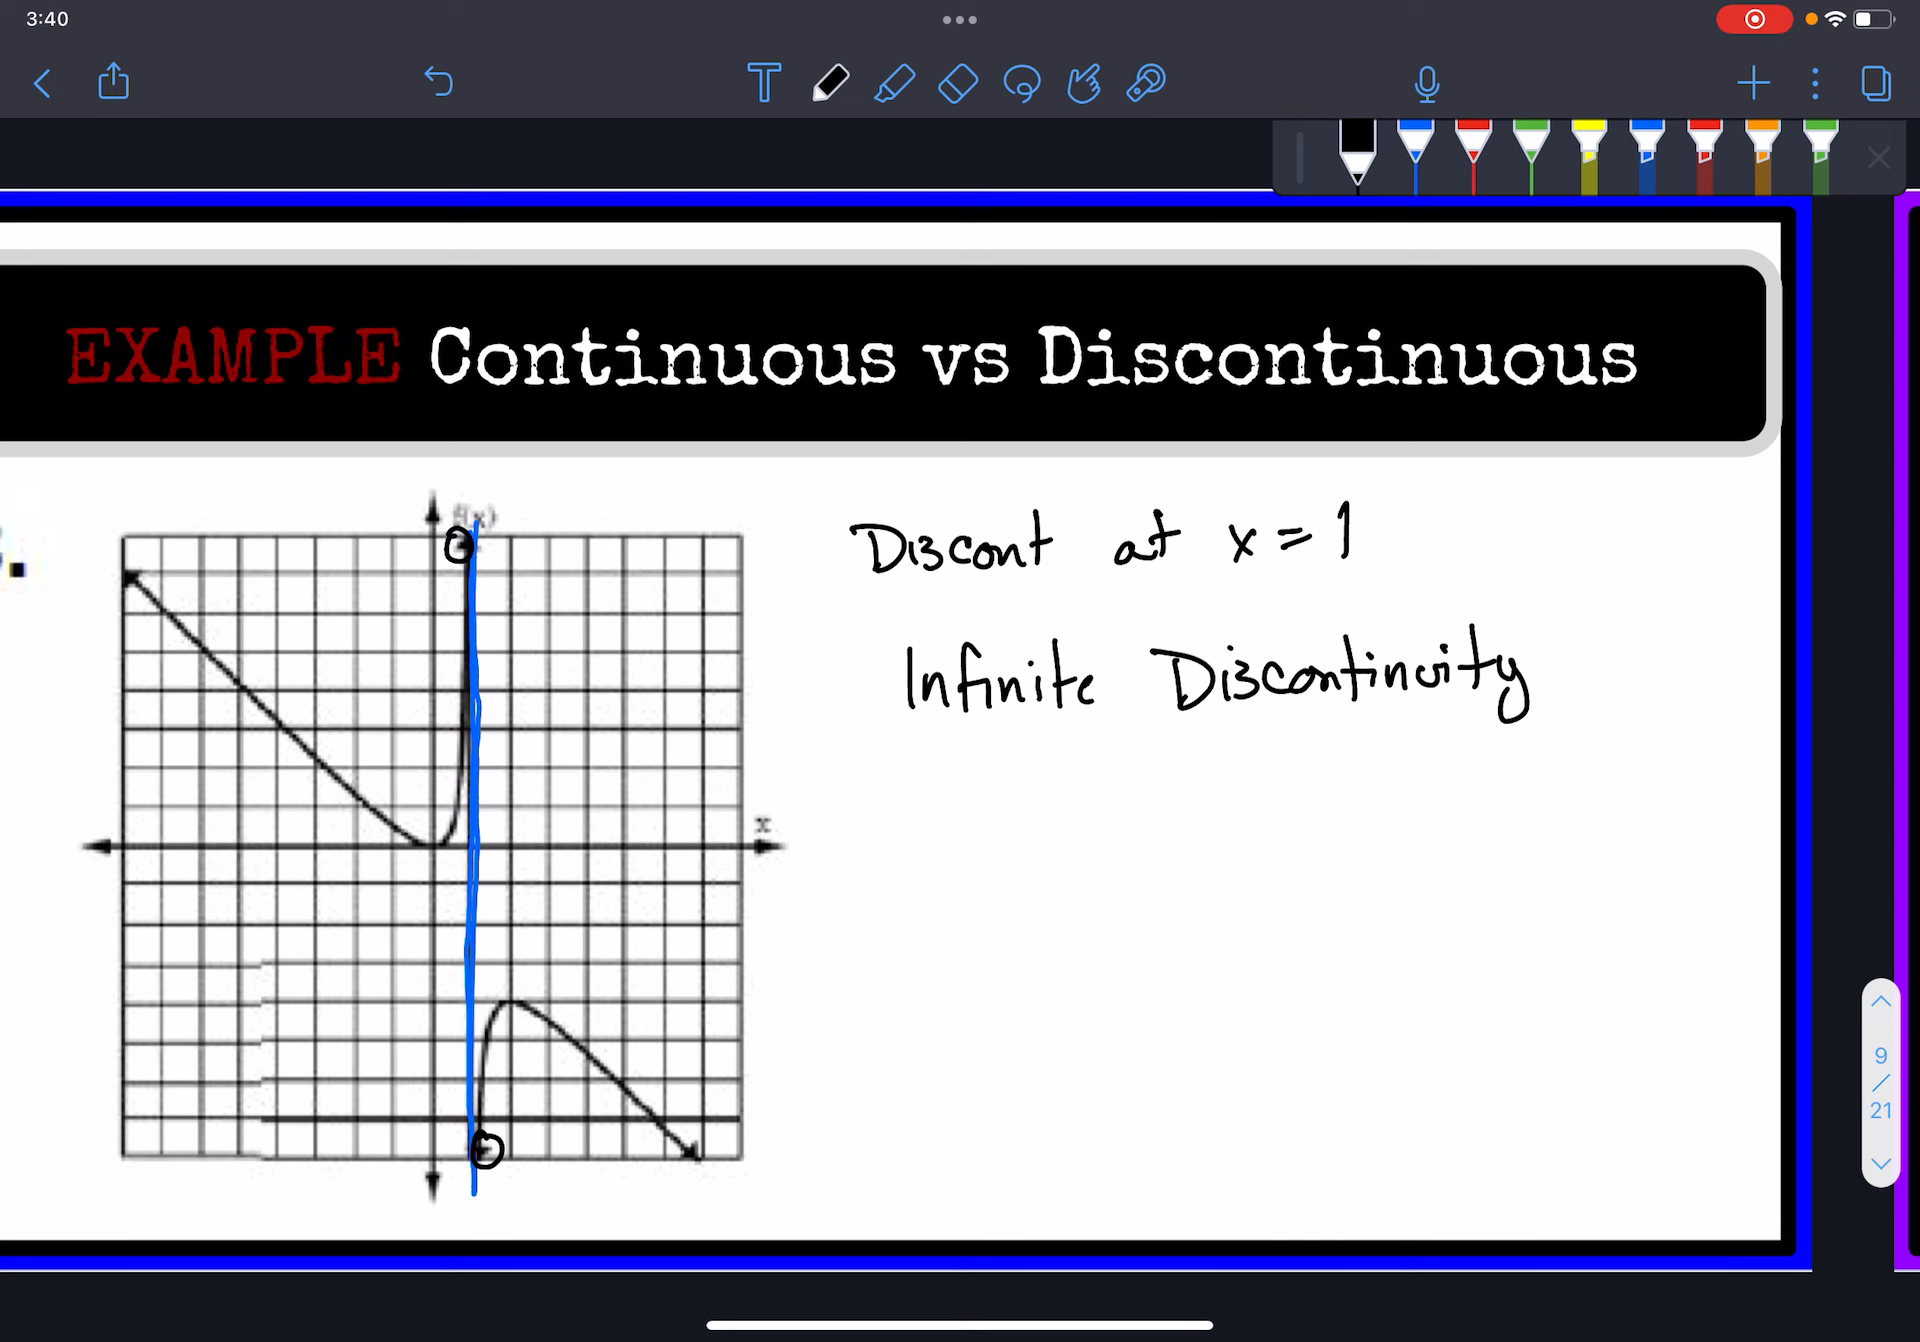 3:40
EXAMPLE Continuous vs Discontinuous
f(x)
x
Discont at x = 1
Infinite Discontinuity
9
/
21